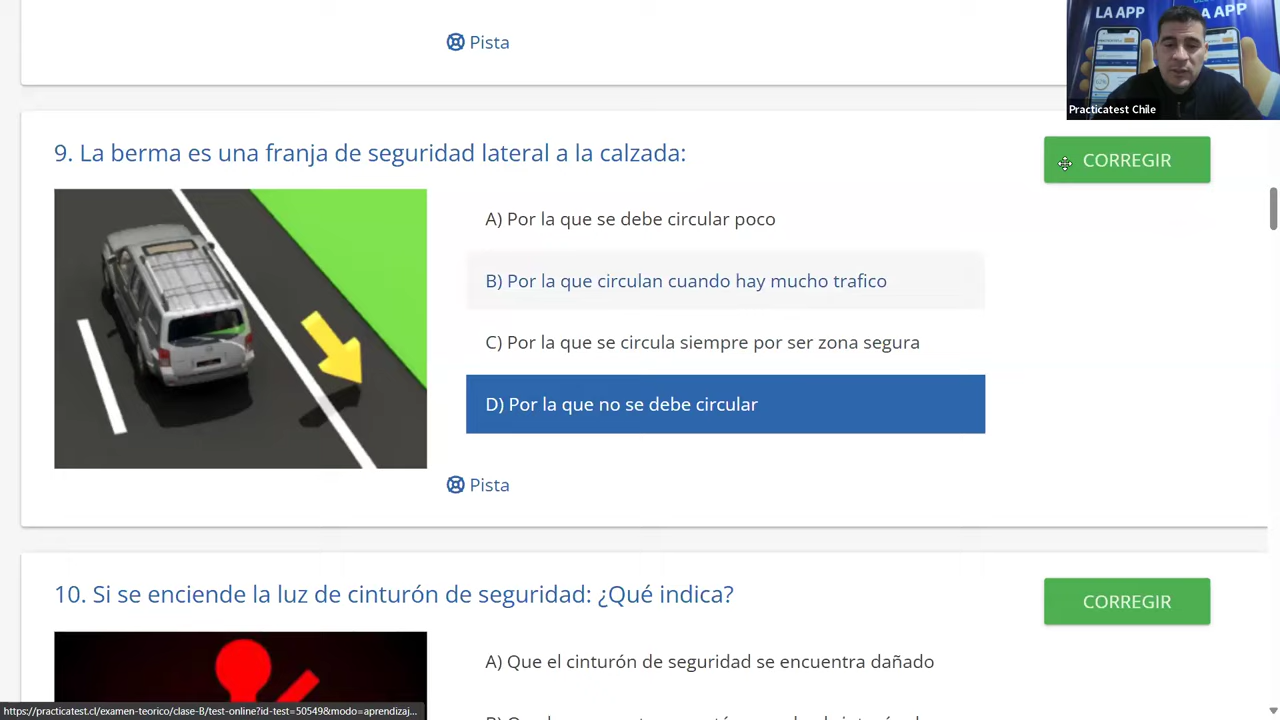 LA APP
LA APP
Practicatest Chile
Pista
9. La berma es una franja de seguridad lateral a la calzada:
CORREGIR
A) Por la que se debe circular poco
B) Por la que circulan cuando hay mucho trafico
C) Por la que se circula siempre por ser zona segura
D) Por la que no se debe circular
Pista
10. Si se enciende la luz de cinturón de seguridad: ¿Qué indica?
CORREGIR
A) Que el cinturón de seguridad se encuentra dañado
https://practicatest.cl/examen-teorico/clase-B/test-online?id-test=50549&modo=aprendizaj...